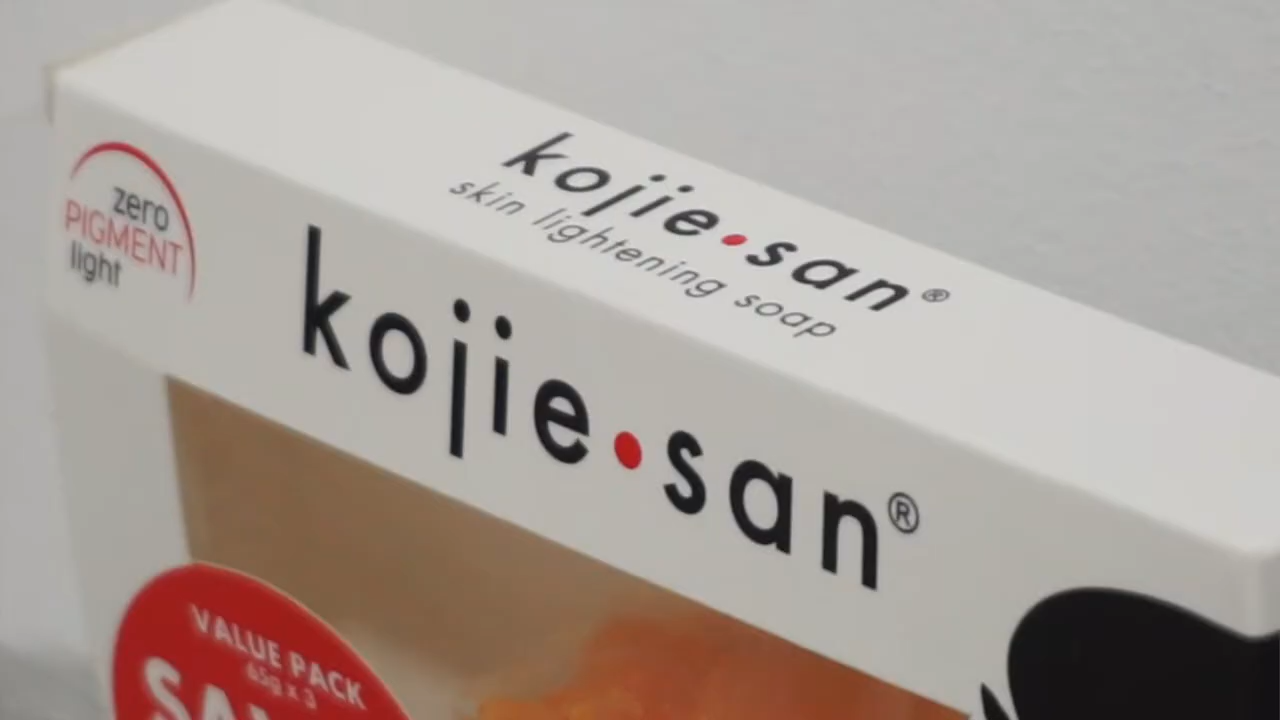 kojie•san®
skin lightening soap
zero
PIGMENT
light
kojie•san®
VALUE PACK
65g x 3